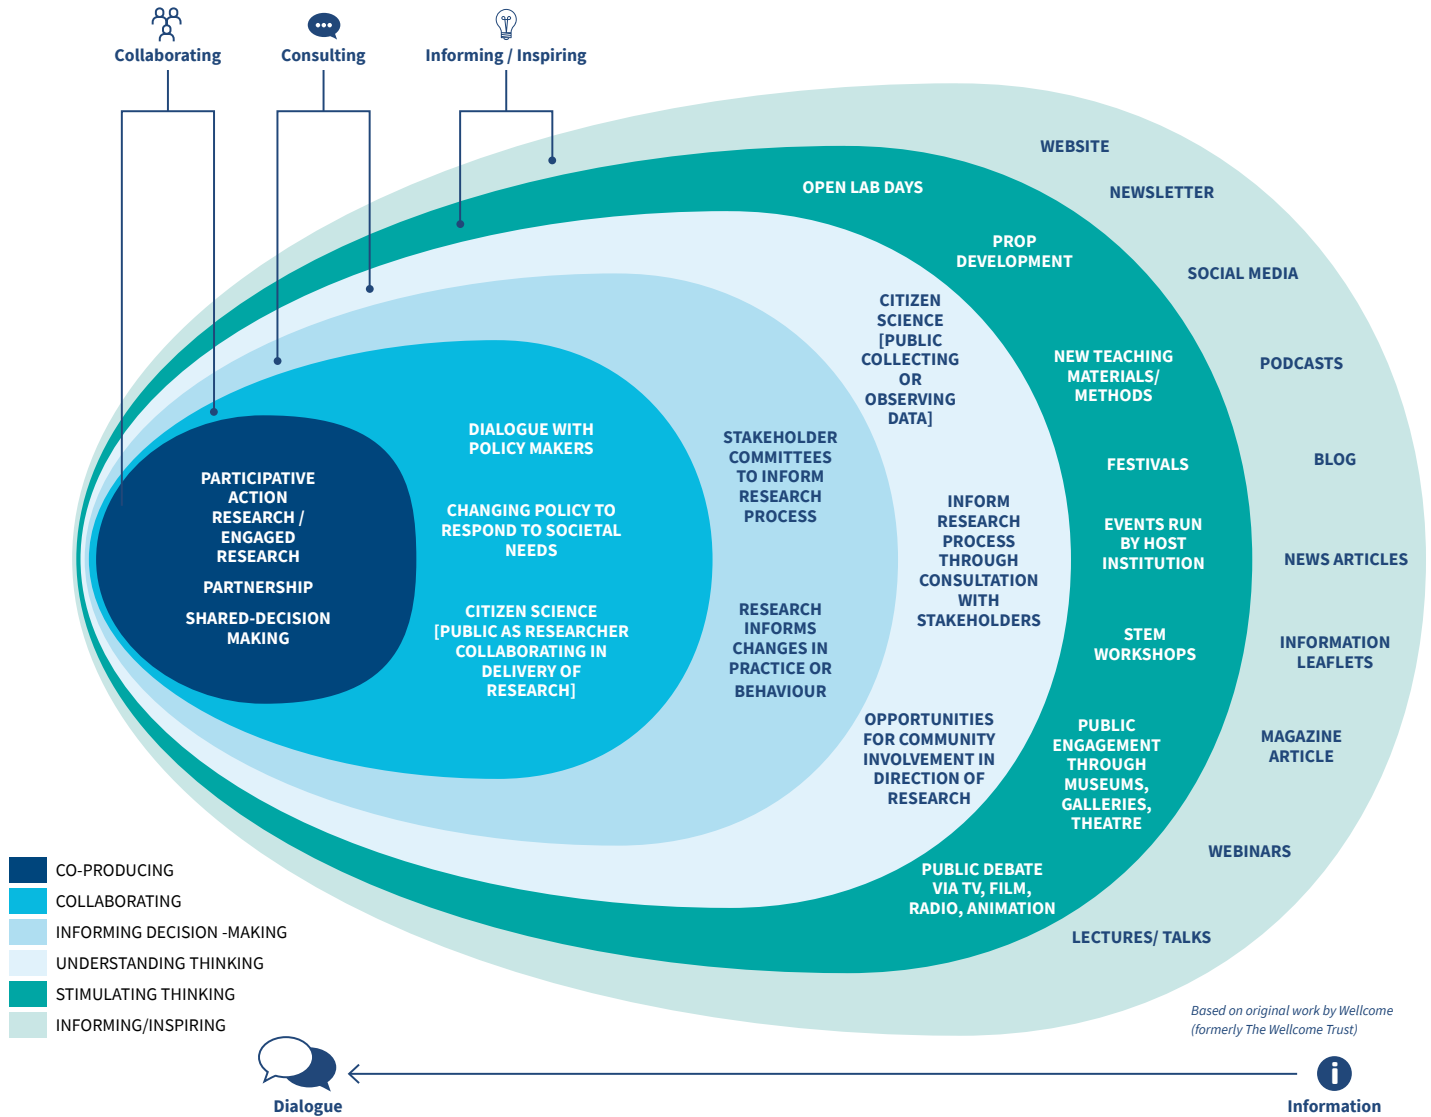 Collaborating
Consulting
Informing / Inspiring
WEBSITE
NEWSLETTER
SOCIAL MEDIA
PODCASTS
BLOG
NEWS ARTICLES
INFORMATION
LEAFLETS
MAGAZINE
ARTICLE
WEBINARS
LECTURES/ TALKS
OPEN LAB DAYS
PROP
DEVELOPMENT
NEW TEACHING
MATERIALS/
METHODS
FESTIVALS
EVENTS RUN
BY HOST
INSTITUTION
STEM
WORKSHOPS
PUBLIC
ENGAGEMENT
THROUGH
MUSEUMS,
GALLERIES,
THEATRE
PUBLIC DEBATE
VIA TV, FILM,
RADIO, ANIMATION
CITIZEN
SCIENCE
[PUBLIC
COLLECTING
OR
OBSERVING
DATA]
INFORM
RESEARCH
PROCESS
THROUGH
CONSULTATION
WITH
STAKEHOLDERS
OPPORTUNITIES
FOR COMMUNITY
INVOLVEMENT IN
DIRECTION OF
RESEARCH
STAKEHOLDER
COMMITTEES
TO INFORM
RESEARCH
PROCESS
RESEARCH
INFORMS
CHANGES IN
PRACTICE OR
BEHAVIOUR
DIALOGUE WITH
POLICY MAKERS
CHANGING POLICY TO
RESPOND TO SOCIETAL
NEEDS
CITIZEN SCIENCE
[PUBLIC AS RESEARCHER
COLLABORATING IN
DELIVERY OF
RESEARCH]
PARTICIPATIVE
ACTION
RESEARCH /
ENGAGED
RESEARCH
PARTNERSHIP
SHARED-DECISION
MAKING
CO-PRODUCING
COLLABORATING
INFORMING DECISION -MAKING
UNDERSTANDING THINKING
STIMULATING THINKING
INFORMING/INSPIRING
Based on original work by Wellcome
(formerly The Wellcome Trust)
Dialogue
Information